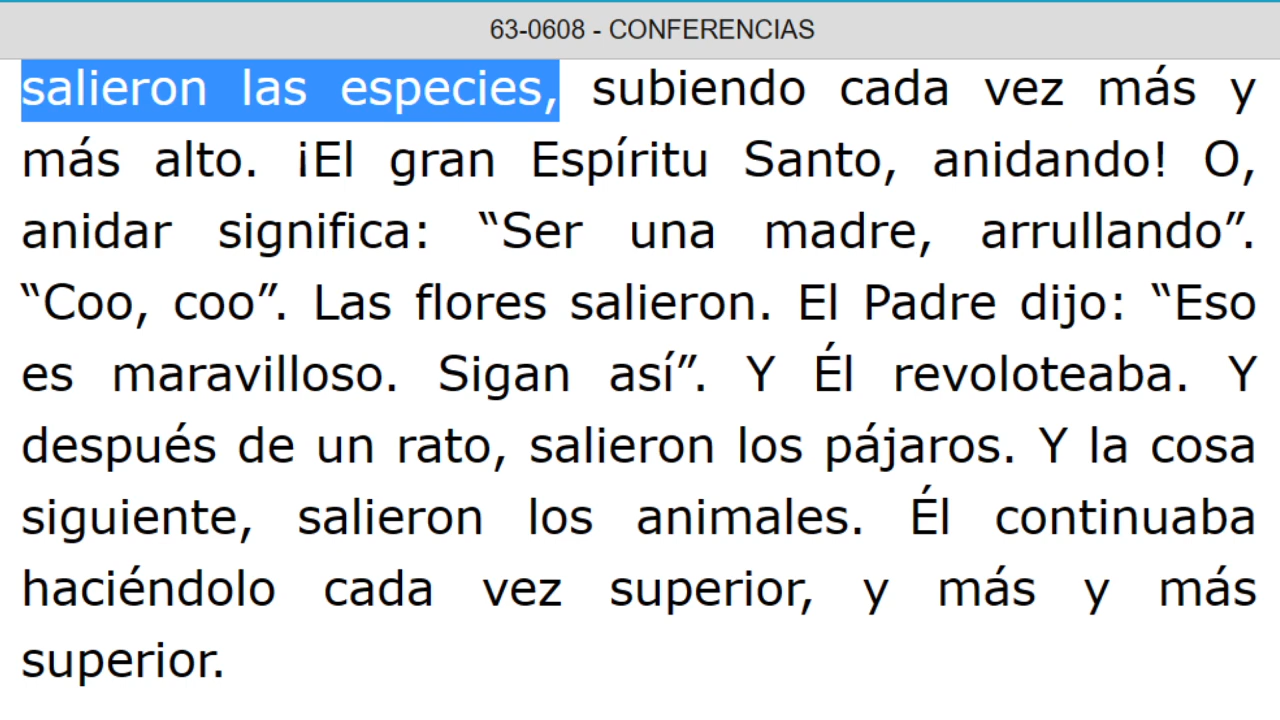 63-0608 - CONFERENCIAS
salieron las especies, subiendo cada vez más y
más alto. ¡El gran Espíritu Santo, anidando! O,
anidar significa: “Ser una madre, arrullando”.
“Coo, coo”. Las flores salieron. El Padre dijo: “Eso
es maravilloso. Sigan así”. Y Él revoloteaba. Y
después de un rato, salieron los pájaros. Y la cosa
siguiente, salieron los animales. Él continuaba
haciéndolo cada vez superior, y más y más
superior.